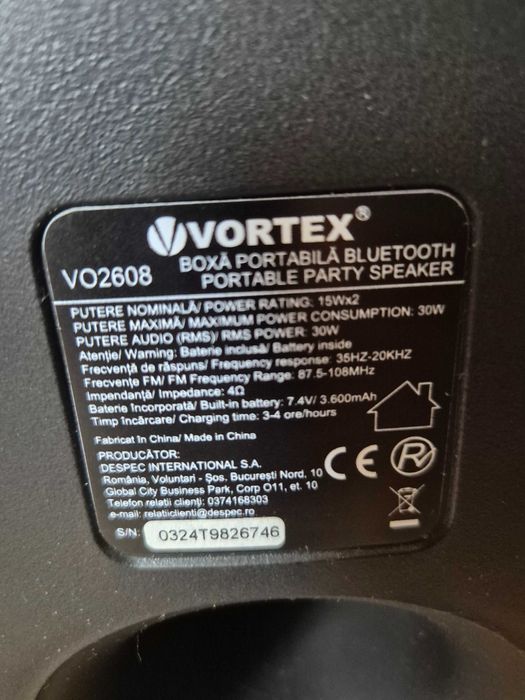 VORTEX®
VO2608
BOXĂ PORTABILĂ BLUETOOTH
PORTABLE PARTY SPEAKER
PUTERE NOMINALĂ/ POWER RATING: 15Wx2
PUTERE MAXIMĂ/ MAXIMUM POWER CONSUMPTION: 30W
PUTERE AUDIO (RMS)/ RMS POWER: 30W
Atenție/ Warning: Baterie inclusă/ Battery inside
Frecvență de răspuns/ Frequency response: 35HZ-20KHZ
Frecvențe FM/ FM Frequency Range: 87.5-108MHz
Impendanță/ Impedance: 4Ω
Baterie încorporată/ Built-in battery: 7.4V/ 3.600mAh
Timp încărcare/ Charging time: 3-4 ore/hours
Fabricat în China/ Made in China
PRODUCĂTOR:
DESPEC INTERNATIONAL S.A.
România, Voluntari - Șos. București Nord, 10
Global City Business Park, Corp O11, et. 10
Telefon relații clienți: 0374168303
e-mail: relatiiclienti@despec.ro
CE
S/N: 0324T9826746